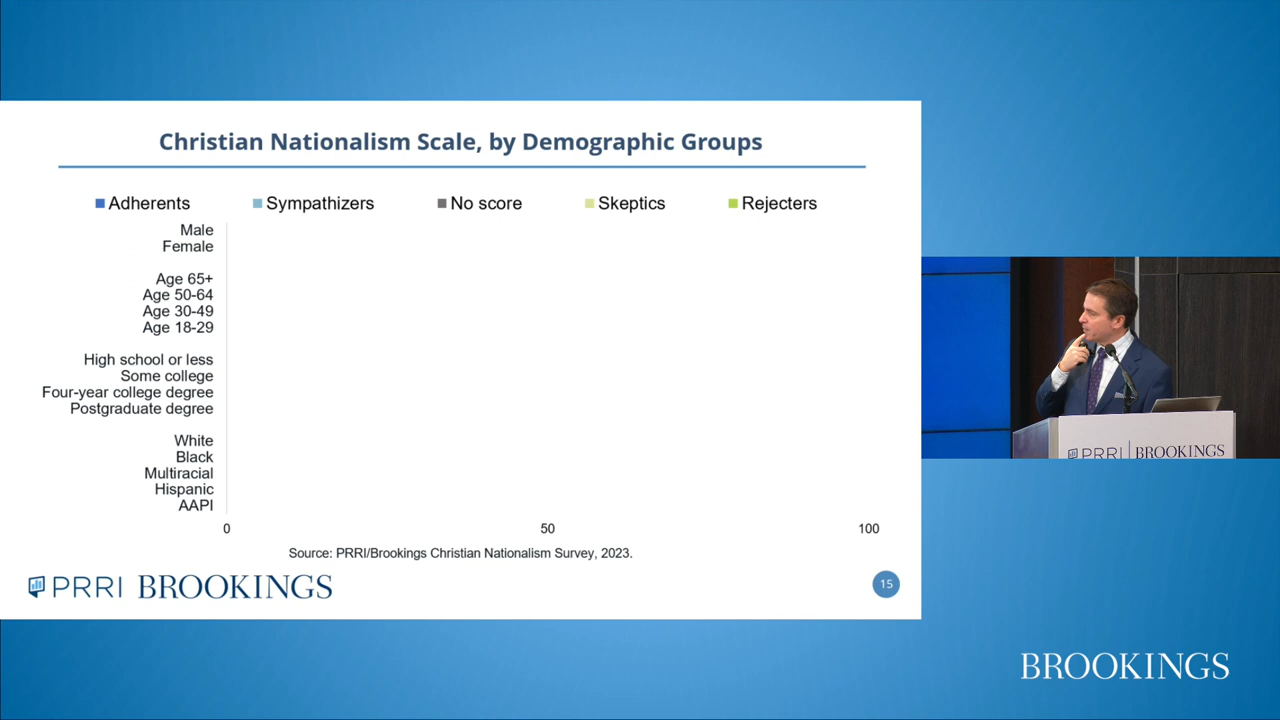 Christian Nationalism Scale, by Demographic Groups
Adherents Sympathizers No score Skeptics Rejecters
Male
Female
Age 65+
Age 50-64
Age 30-49
Age 18-29
High school or less
Some college
Four-year college degree
Postgraduate degree
White
Black
Multiracial
Hispanic
AAPI
0 50 100
Source: PRRI/Brookings Christian Nationalism Survey, 2023.
PRRI BROOKINGS
15
PRRI BROOKINGS
BROOKINGS